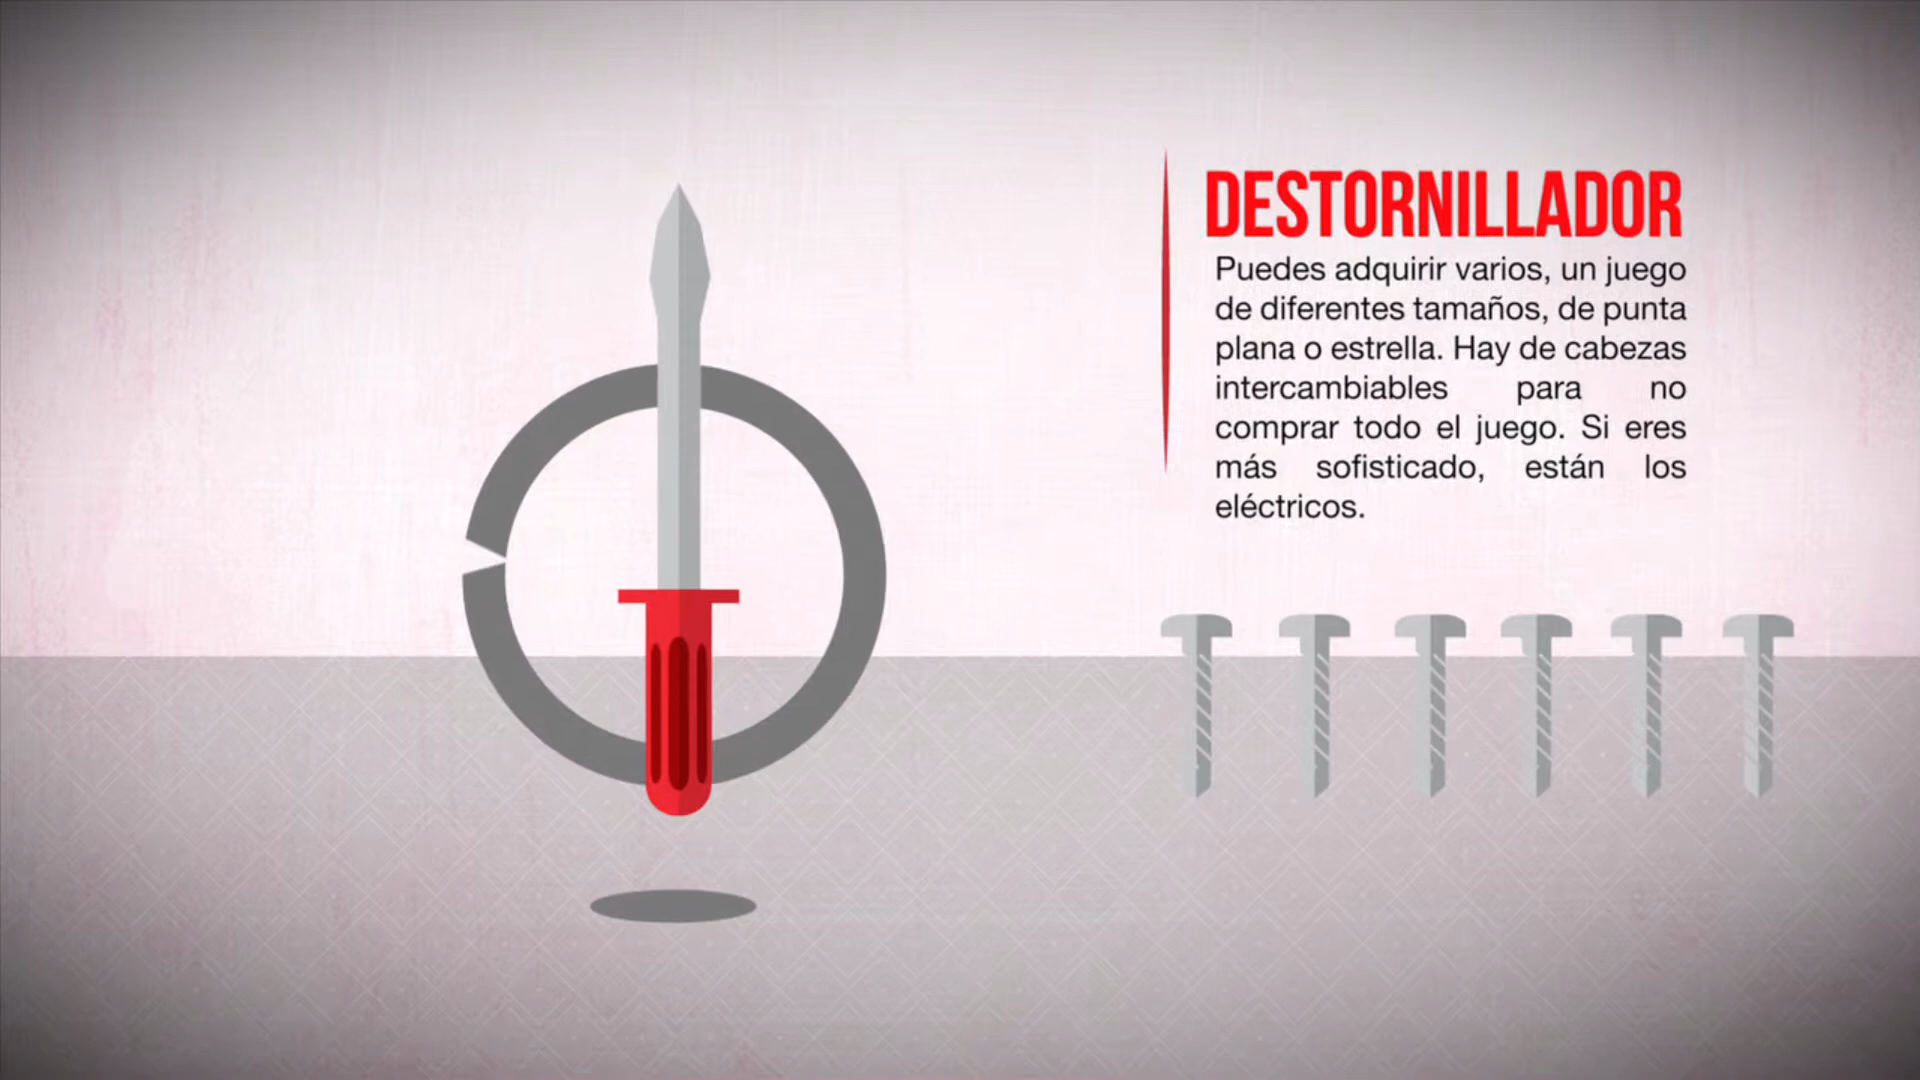 DESTORNILLADOR
Puedes adquirir varios, un juego
de diferentes tamaños, de punta
plana o estrella. Hay de cabezas
intercambiables para no
comprar todo el juego. Si eres
más sofisticado, están los
eléctricos.